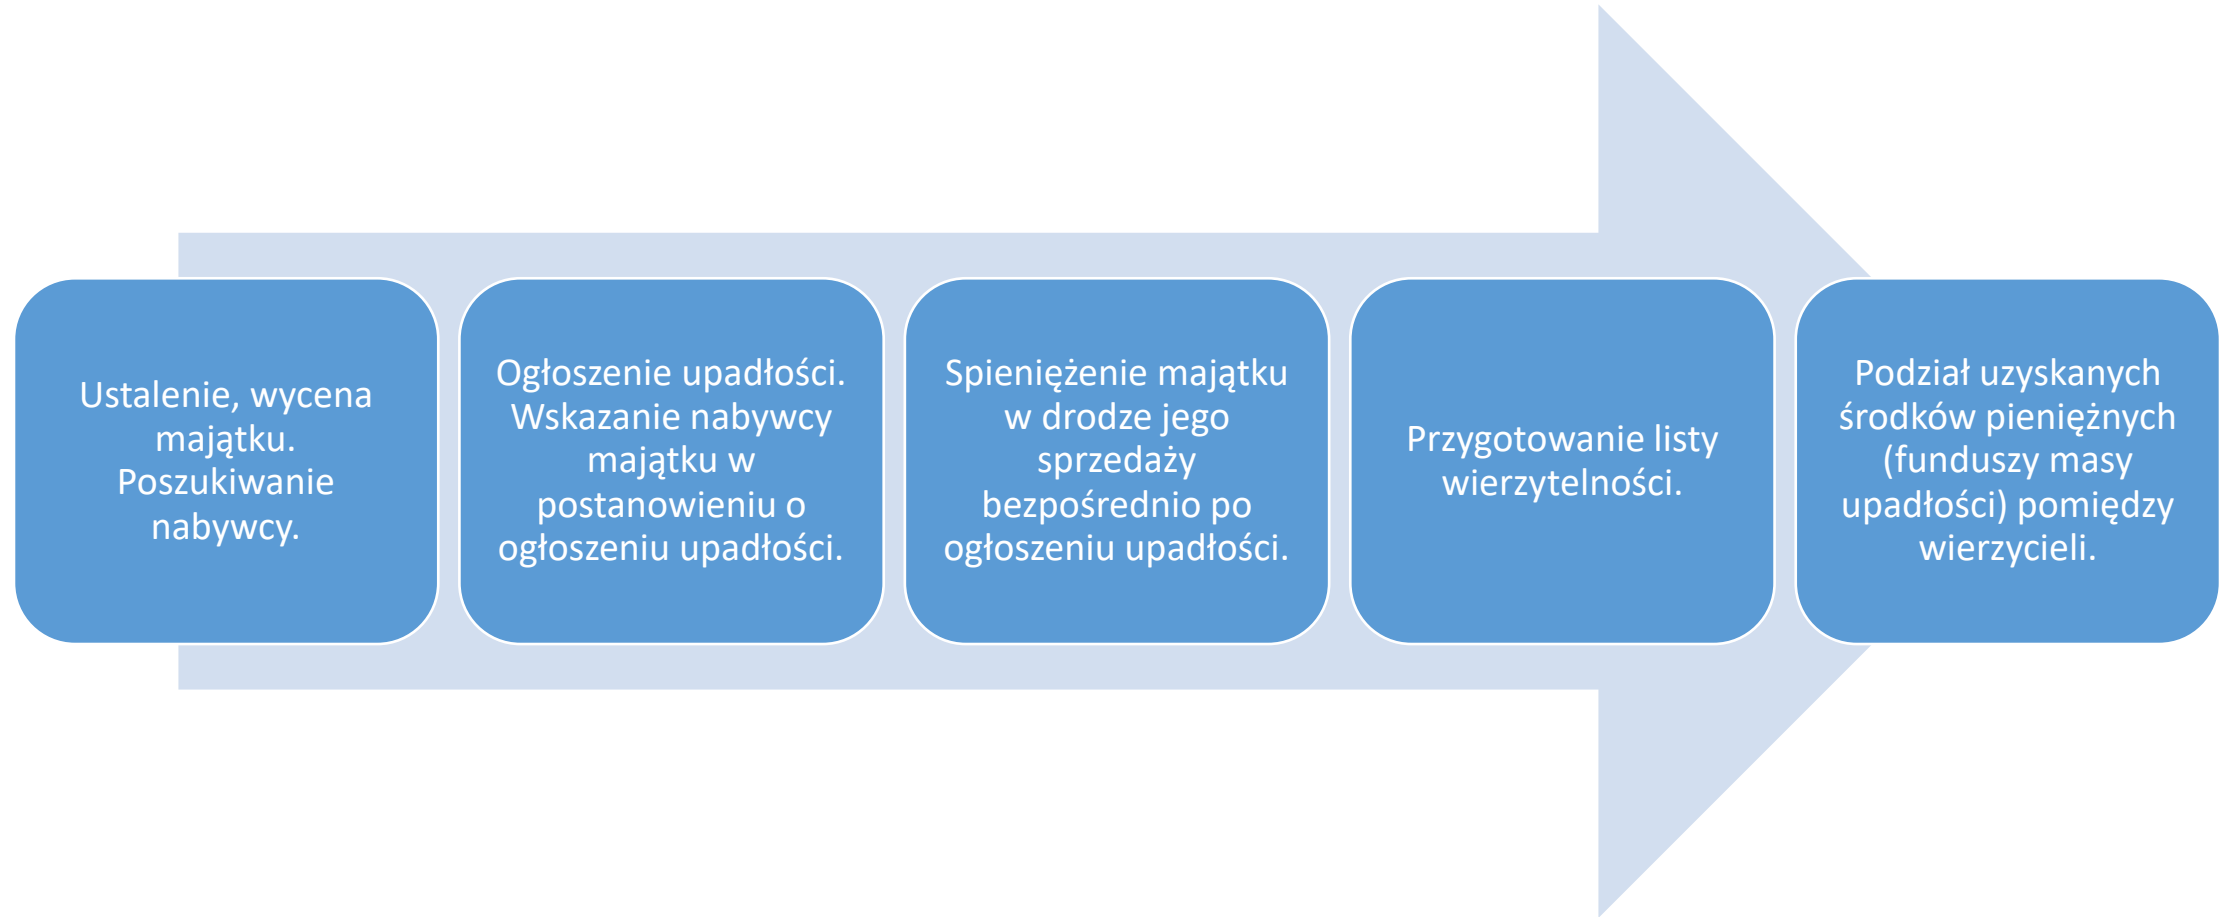 Ustalenie, wycena
majątku.
Poszukiwanie
nabywcy.
Ogłoszenie upadłości.
Wskazanie nabywcy
majątku w
postanowieniu o
ogłoszeniu upadłości.
Spieniężenie majątku
w drodze jego
sprzedaży
bezpośrednio po
ogłoszeniu upadłości.
Przygotowanie listy
wierzytelności.
Podział uzyskanych
środków pieniężnych
(funduszy masy
upadłości) pomiędzy
wierzycieli.